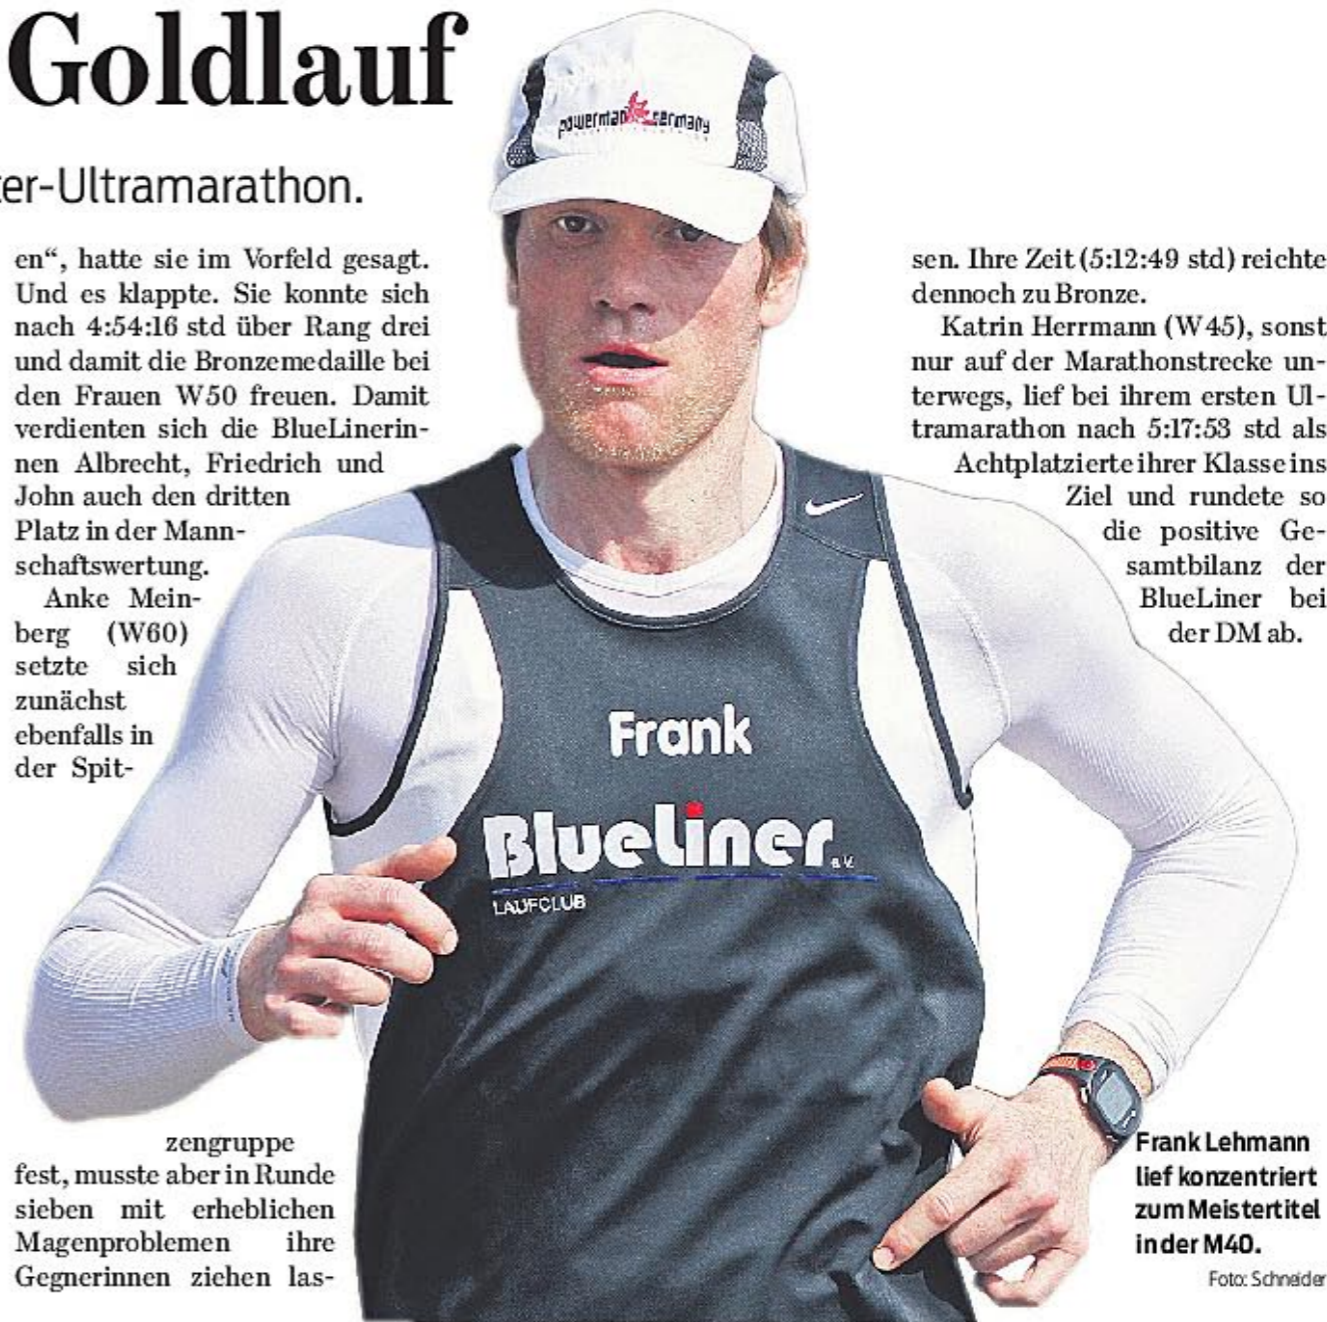 Goldlauf
er-Ultramarathon.
en“, hatte sie im Vorfeld gesagt.
Und es klappte. Sie konnte sich
nach 4:54:16 std über Rang drei
und damit die Bronzemedaille bei
den Frauen W50 freuen. Damit
verdienten sich die BlueLinerin-
nen Albrecht, Friedrich und
John auch den dritten
Platz in der Mann-
schaftswertung.
Anke Mein-
berg (W60)
setzte sich
zunächst
ebenfalls in
der Spit-
zengruppe
fest, musste aber in Runde
sieben mit erheblichen
Magenproblemen ihre
Gegnerinnen ziehen las-
sen. Ihre Zeit (5:12:49 std) reichte
dennoch zu Bronze.
Katrin Herrmann (W45), sonst
nur auf der Marathonstrecke un-
terwegs, lief bei ihrem ersten Ul-
tramarathon nach 5:17:53 std als
Achtplatzierte ihrer Klasse ins
Ziel und rundete so
die positive Ge-
samtbilanz der
BlueLiner bei
der DM ab.
powerman germany
Frank
BlueLiner e.V.
LAUFCLUB
Frank Lehmann
lief konzentriert
zum Meistertitel
in der M40.
Foto: Schneider